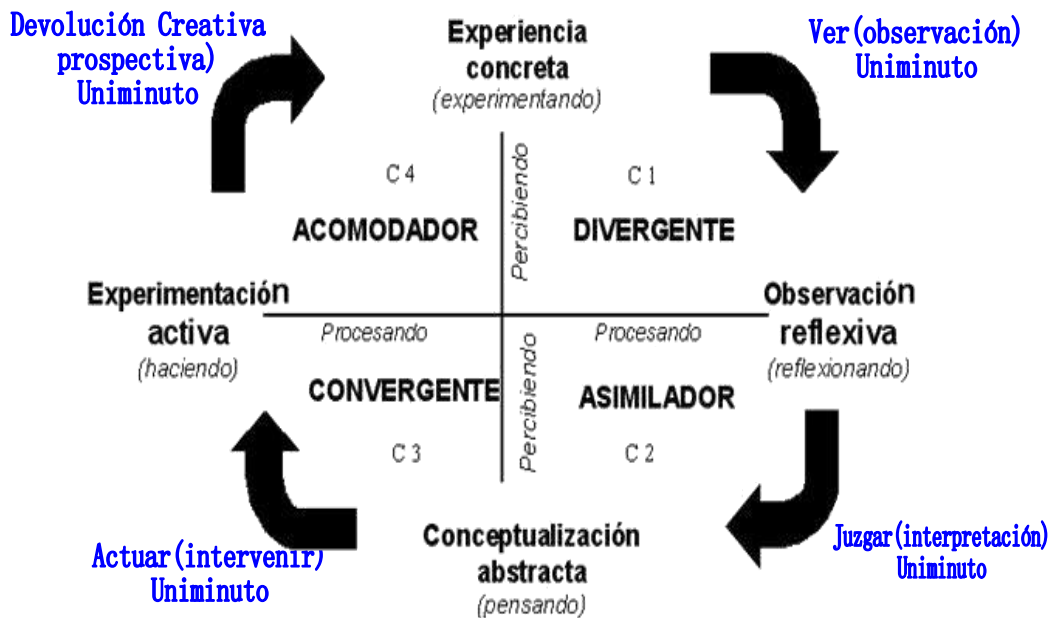 Devolución Creativa
prospectiva)
Uniminuto
Experiencia
concreta
(experimentando)
Ver(observación)
Uniminuto
C 4
Percibiendo
C 1
ACOMODADOR
DIVERGENTE
Experimentación
activa
(haciendo)
Procesando
Procesando
Observación
reflexiva
(reflexionando)
CONVERGENTE
Percibiendo
ASIMILADOR
C 3
C 2
Actuar(intervenir)
Uniminuto
Conceptualización
abstracta
(pensando)
Juzgar(interpretación)
Uniminuto